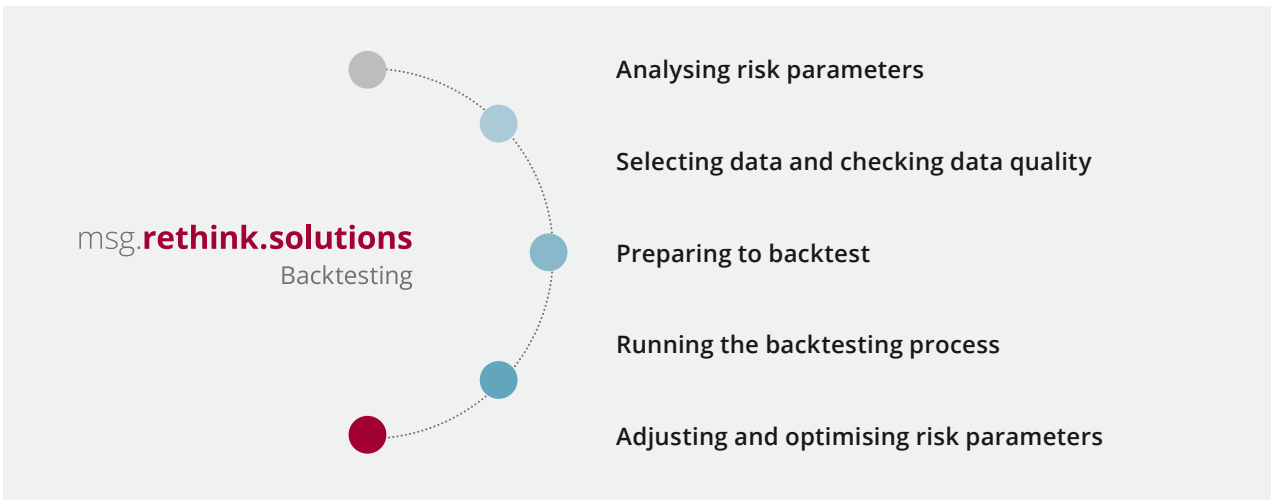 Analysing risk parameters
Selecting data and checking data quality
msg.rethink.solutions
Backtesting
Preparing to backtest
Running the backtesting process
Adjusting and optimising risk parameters